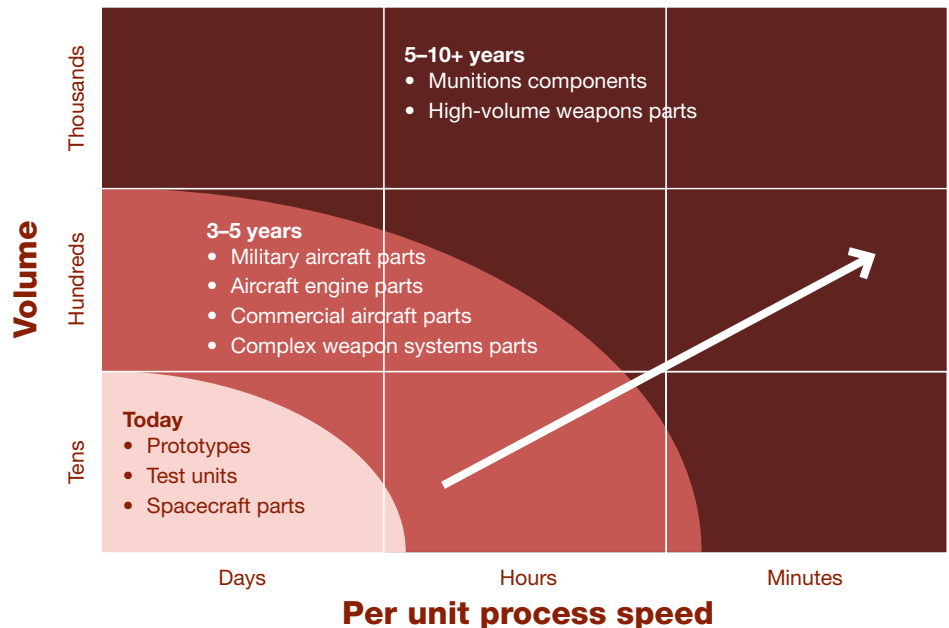 Thousands
5–10+ years
• Munitions components
• High-volume weapons parts
Volume
Hundreds
3–5 years
• Military aircraft parts
• Aircraft engine parts
• Commercial aircraft parts
• Complex weapon systems parts
Tens
Today
• Prototypes
• Test units
• Spacecraft parts
Days
Hours
Minutes
Per unit process speed